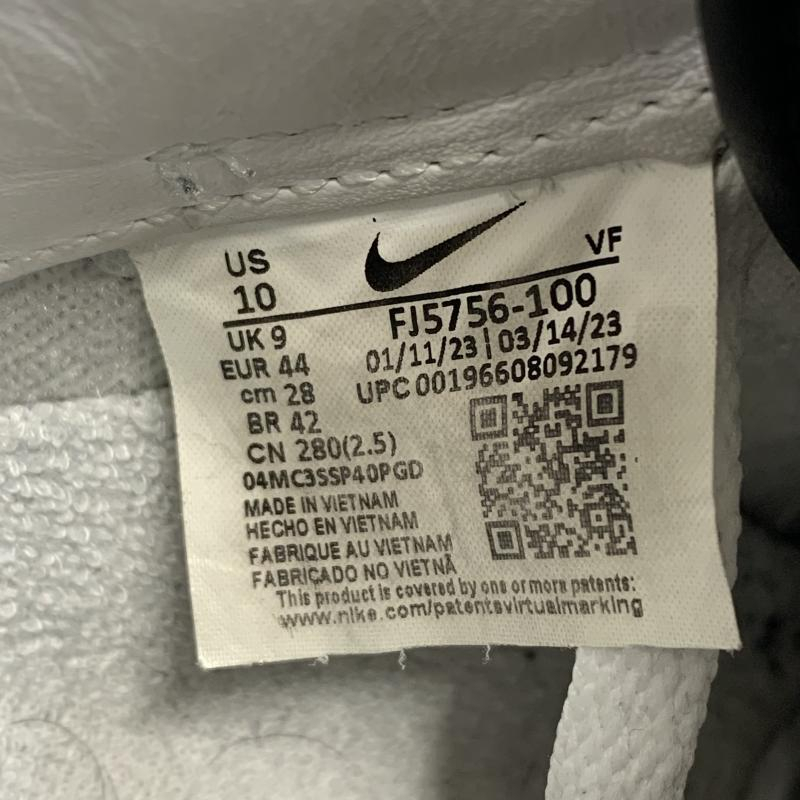 US
10
VF
FJ5756-100
UK 9
01/11/23 | 03/14/23
EUR 44
UPC 00196608092179
cm 28
BR 42
CN 280(2.5)
04MC3SSP40PGD
MADE IN VIETNAM
HECHO EN VIETNAM
FABRIQUE AU VIETNAM
FABRICADO NO VIETNÃ
This product is covered by one or more patents:
www.nike.com/patentsvirtualmarking